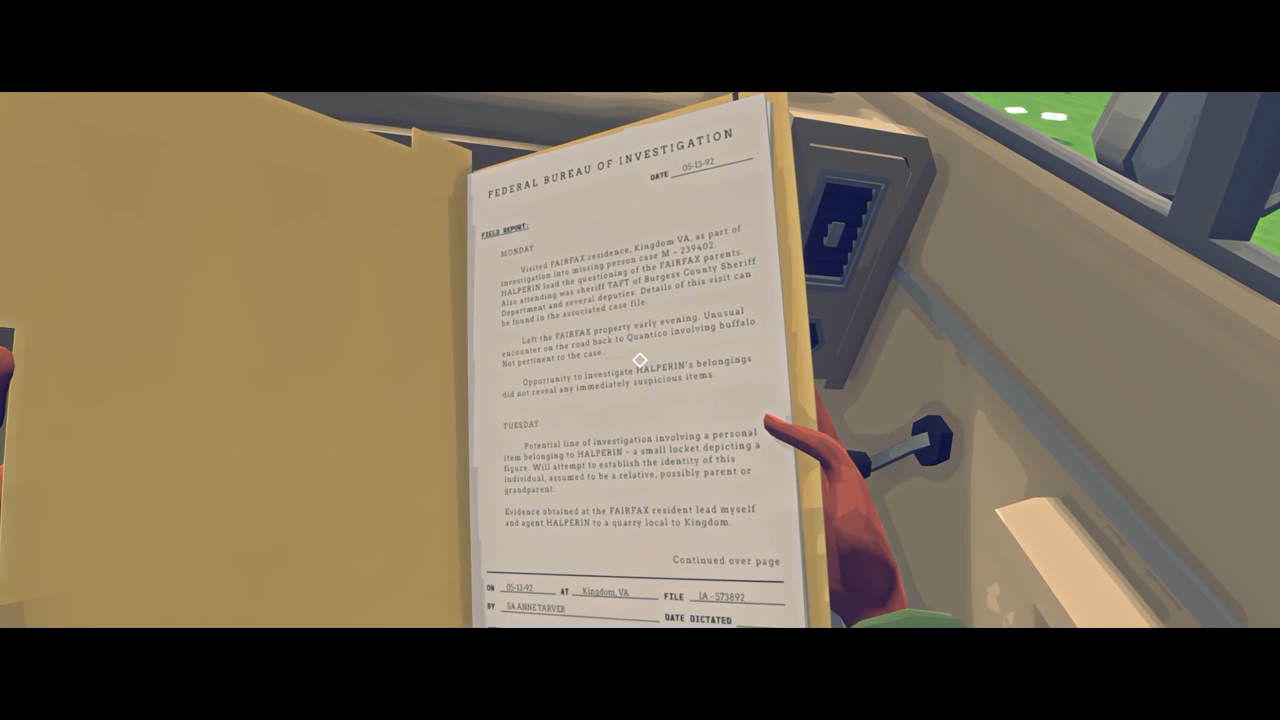 FEDERAL BUREAU OF INVESTIGATION
DATE 05-13-92
FIELD REPORT:
MONDAY
Visited FAIRFAX residence, Kingdom VA, as part of
investigation into missing person case M - 239402.
HALPERIN lead the questioning of the FAIRFAX parents.
Also attending was sheriff TAFT of Burgess County Sheriff
Department and several deputies. Details of this visit can
be found in the associated case file.
Left the FAIRFAX property early evening. Unusual
encounter on the road back to Quantico involving buffalo.
Not pertinent to the case.
Opportunity to investigate HALPERIN's belongings
did not reveal any immediately suspicious items.
TUESDAY
Potential line of investigation involving a personal
item belonging to HALPERIN - a small locket depicting a
figure. Will attempt to establish the identity of this
individual, assumed to be a relative, possibly parent or
grandparent.
Evidence obtained at the FAIRFAX resident lead myself
and agent HALPERIN to a quarry local to Kingdom.
Continued over page
ON 05-13-92 AT Kingdom, VA FILE 1A - 573892
BY SA ANNE TARVER DATE DICTATED